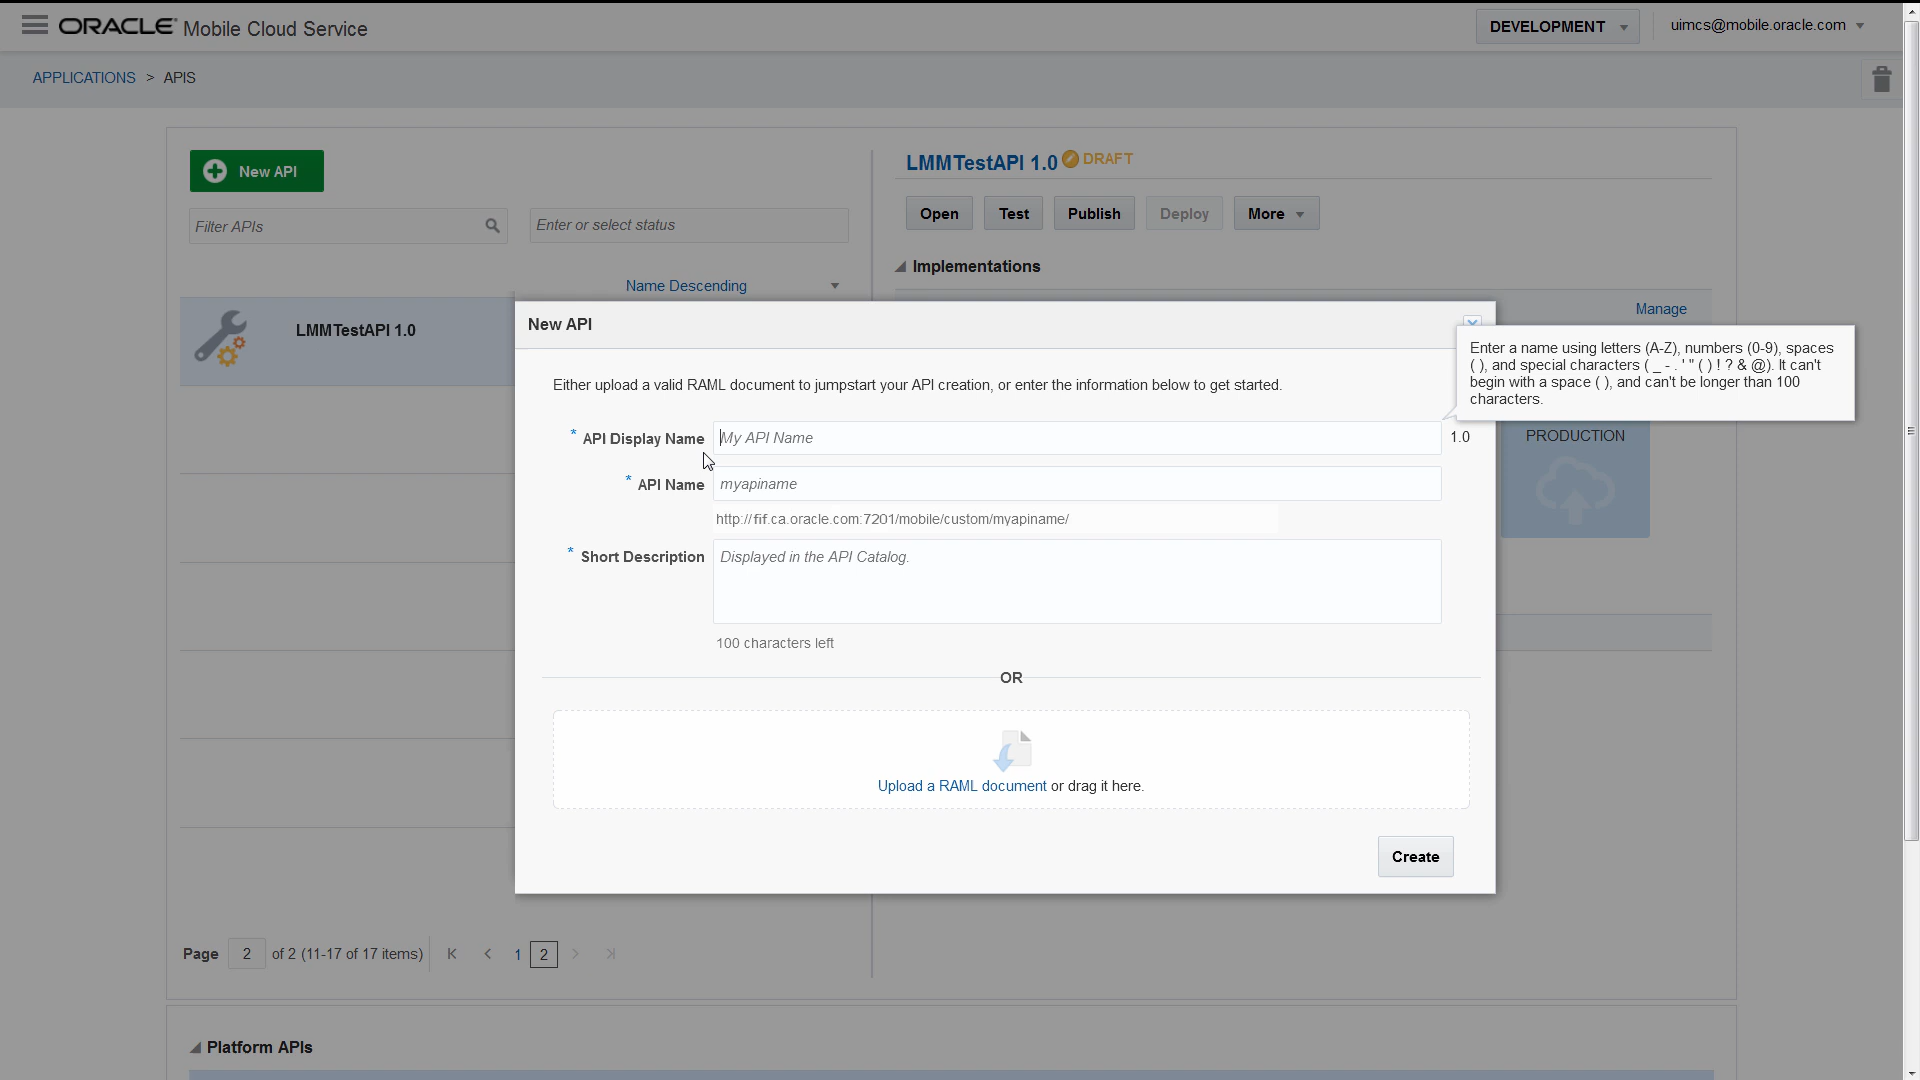 ORACLE Mobile Cloud Service
DEVELOPMENT
uimcs@mobile.oracle.com
APPLICATIONS > APIS
New API
Filter APIs
Enter or select status
Name Descending
LMMTestAPI 1.0
LMMTestAPI 1.0 DRAFT
Open Test Publish Deploy More
Implementations
Manage
PRODUCTION
New API
Either upload a valid RAML document to jumpstart your API creation, or enter the information below to get started.
Enter a name using letters (A-Z), numbers (0-9), spaces
( ), and special characters ( _ - . ' " ( ) ! ? & @). It can't
begin with a space ( ), and can't be longer than 100
characters.
* API Display Name My API Name 1.0
* API Name myapiname
http://fif.ca.oracle.com:7201/mobile/custom/myapiname/
* Short Description Displayed in the API Catalog.
100 characters left
OR
Upload a RAML document or drag it here.
Create
Page 2 of 2 (11-17 of 17 items) 1 2
Platform APIs